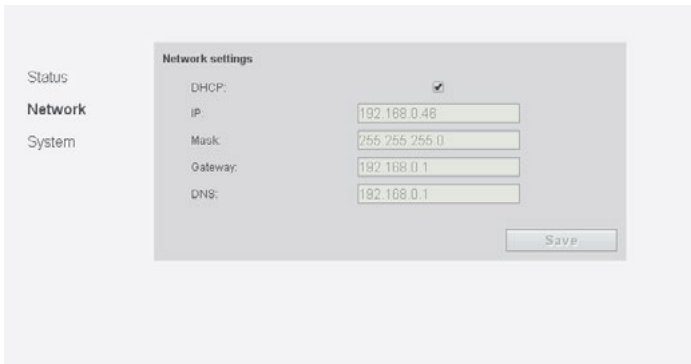 Status
Network
System
Network settings
DHCP:
IP:
192.168.0.46
Mask:
255.255.255.0
Gateway:
192.168.0.1
DNS:
192.168.0.1
Save